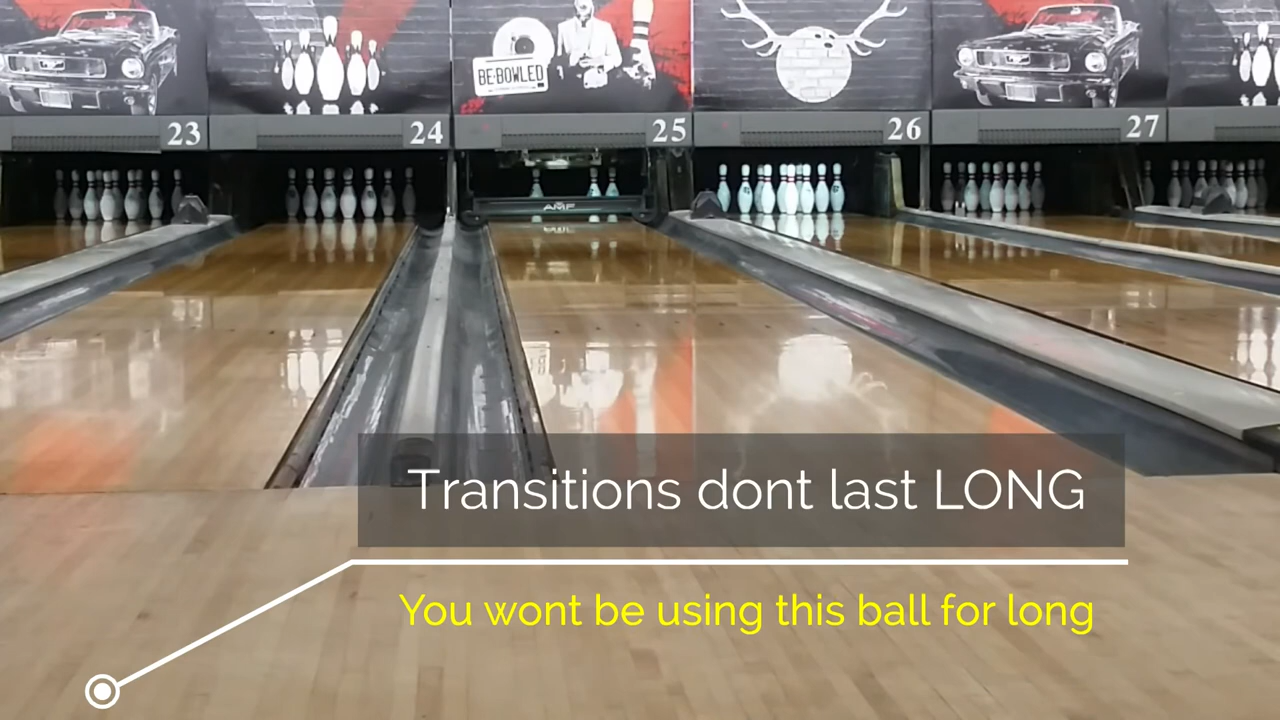 BE·BOWLED
23
24
25
26
27
AMF
Transitions dont last LONG
You wont be using this ball for long